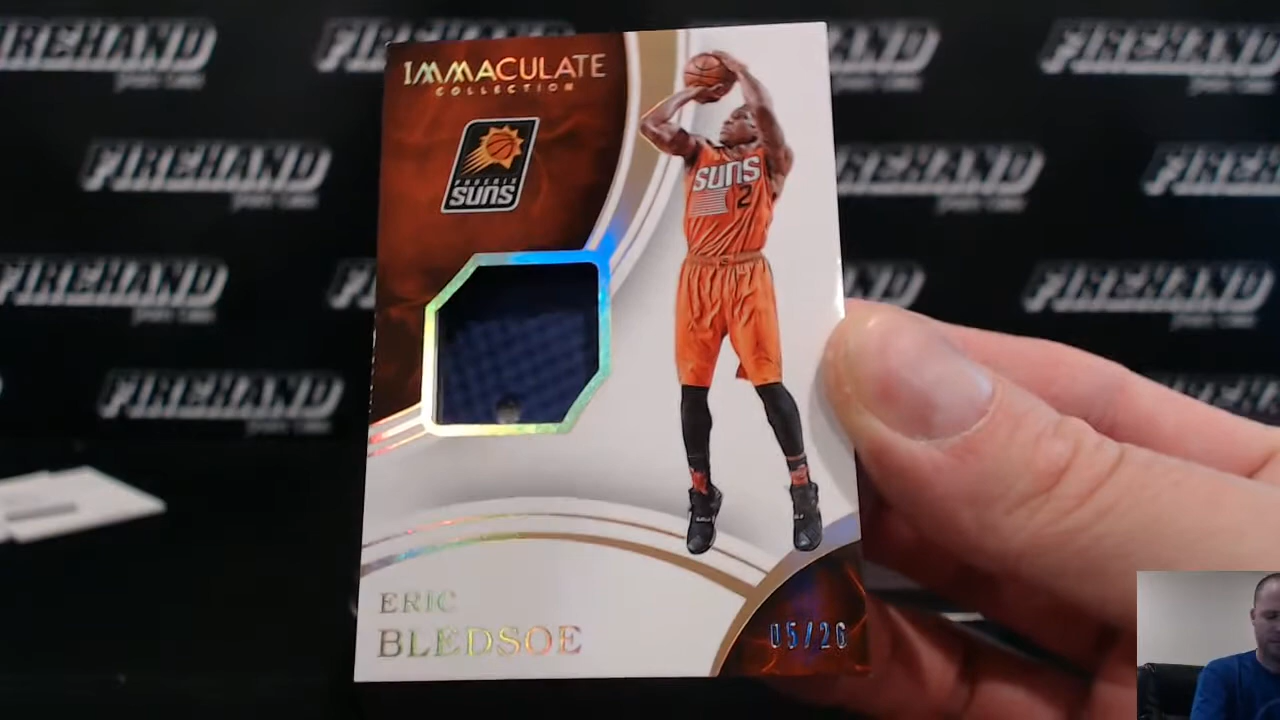 FIREHAND
FIREHAND
FIREHAND
FIREHAND
FIREHAND
FIREHAND
FIREHAND
FIREHAND
FIREHAND
FIREHAND
FIREHAND
IMMACULATE
COLLECTION
PHOENIX
SUNS
SUNS
2
ERIC
BLEDSOE
05/26